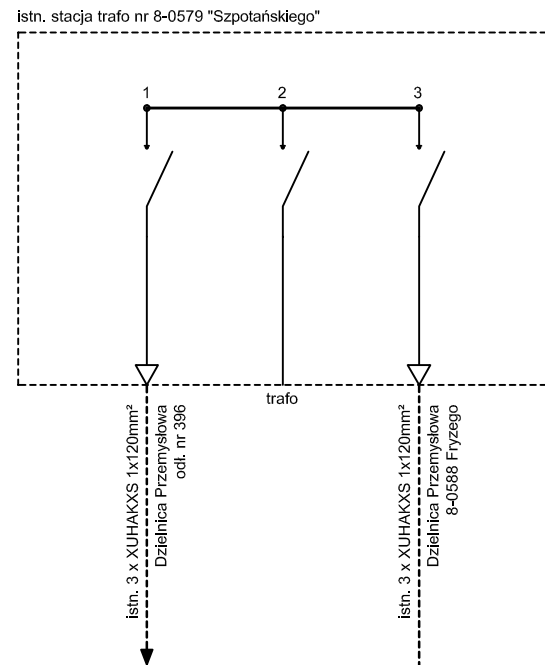 istn. stacja trafo nr 8-0579 "Szpotańskiego"
1
2
3
trafo
istn. 3 x XUHAKXS 1x120mm²
Dzielnica Przemysłowa
odł. nr 396
istn. 3 x XUHAKXS 1x120mm²
Dzielnica Przemysłowa
8-0588 Fryzego